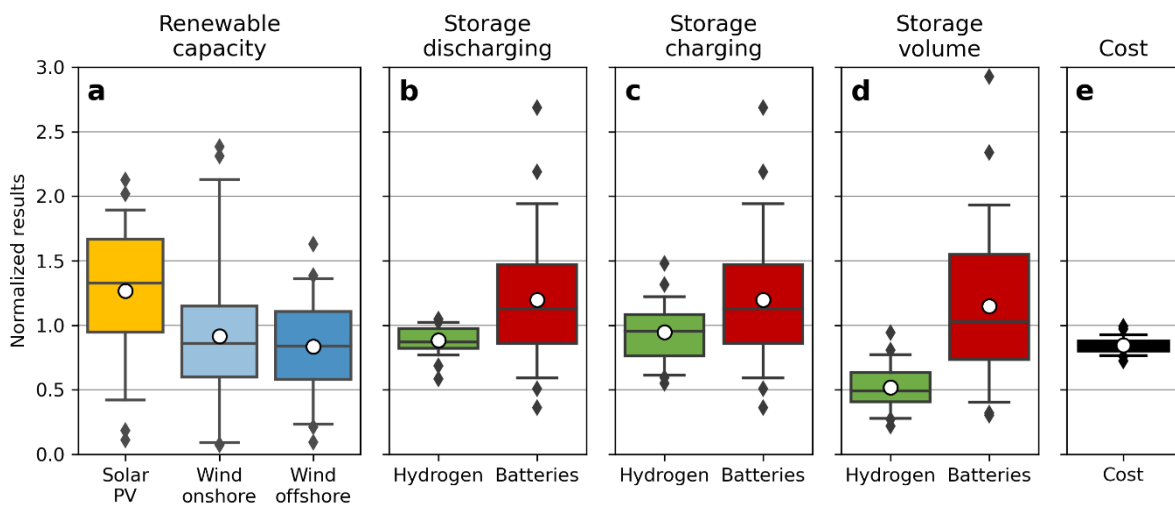 Renewable
capacity
Storage
discharging
Storage
charging
Storage
volume
Cost
Normalized results
3.0
2.5
2.0
1.5
1.0
0.5
0.0
a
b
c
d
e
Solar
PV
Wind
onshore
Wind
offshore
Hydrogen
Batteries
Hydrogen
Batteries
Hydrogen
Batteries
Cost